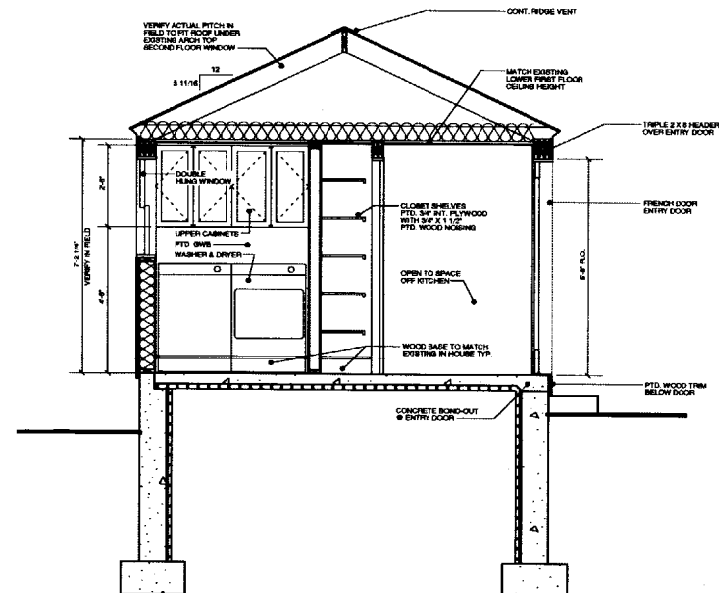 CONT. RIDGE VENT
VERIFY ACTUAL PITCH IN
FIELD TO FIT ROOF UNDER
EXISTING ARCH TOP
SECOND FLOOR WINDOW
12
5 11/16
MATCH EXISTING
LOWER FIRST FLOOR
CEILING HEIGHT
TRIPLE 2 X 8 HEADER
OVER ENTRY DOOR
DOUBLE
HUNG WINDOW
2'-8"
CLOSET SHELVES
PTD. 3/4" INT. PLYWOOD
WITH 3/4" X 1 1/2"
PTD. WOOD NOSING
FRENCH DOOR
ENTRY DOOR
UPPER CABINETS
PTD. GWB
WASHER & DRYER
7'-2 1/4"
VERIFY IN FIELD
4'-6"
OPEN TO SPACE
OFF KITCHEN
6'-8" R.O.
WOOD BASE TO MATCH
EXISTING IN HOUSE TYP.
PTD. WOOD TRIM
BELOW DOOR
CONCRETE BOND-OUT
@ ENTRY DOOR